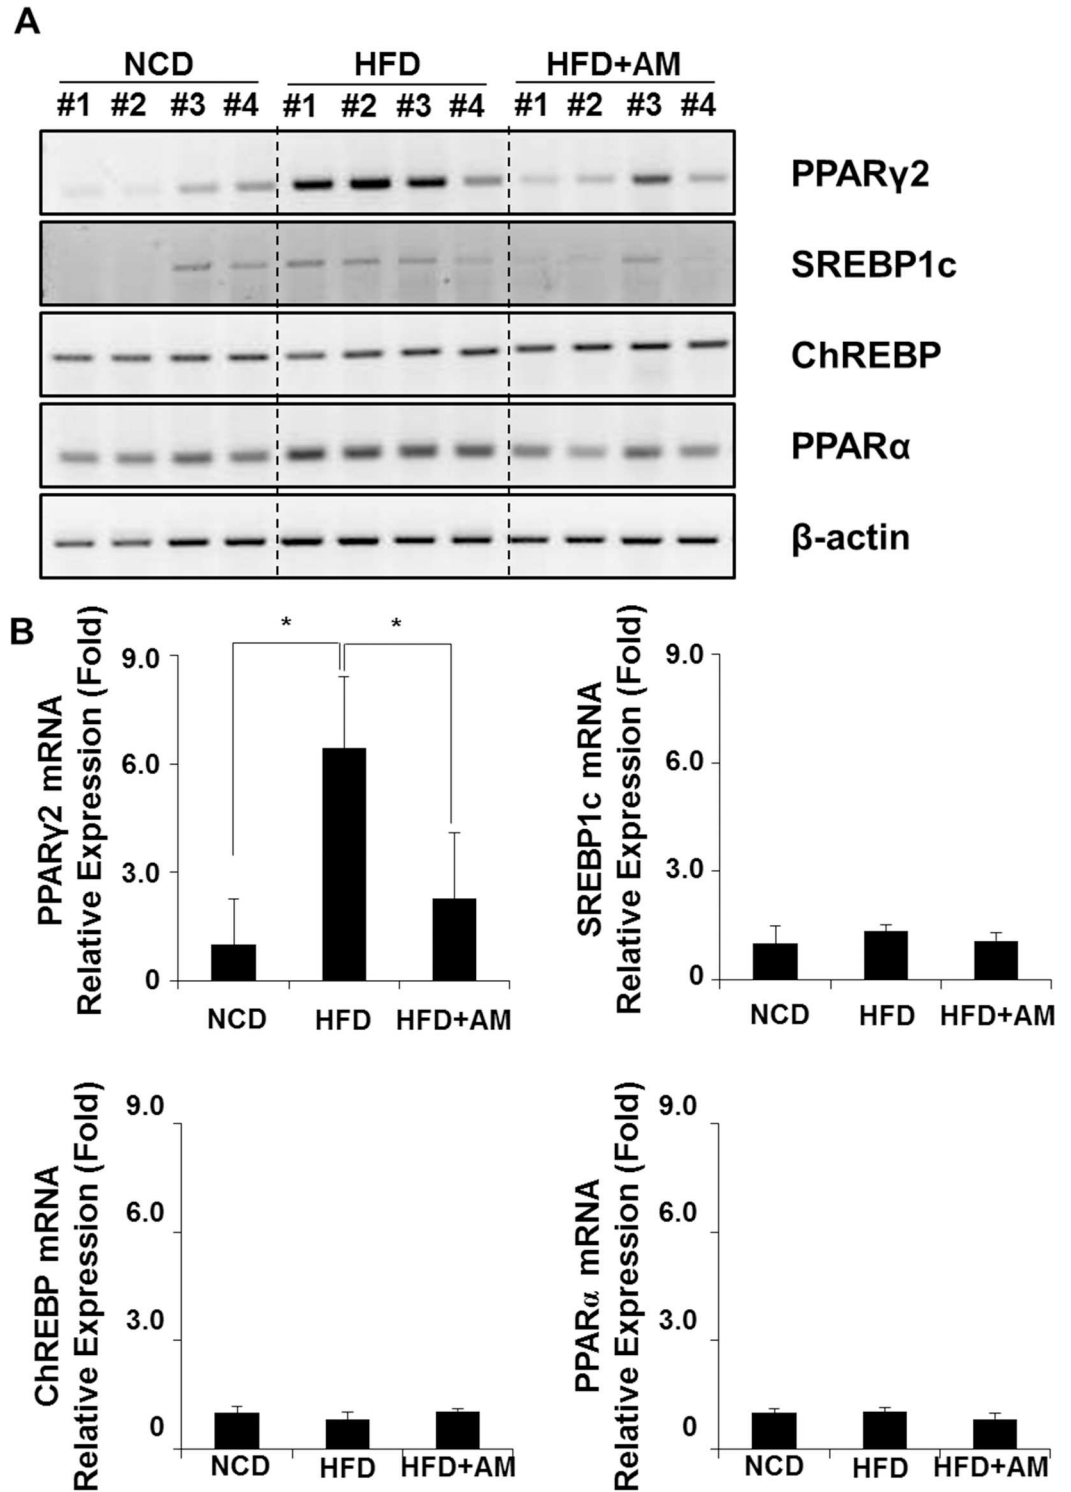 A
NCD HFD HFD+AM
#1 #2 #3 #4 #1 #2 #3 #4 #1 #2 #3 #4
PPARγ2
SREBP1c
ChREBP
PPARα
β-actin
B
PPARγ2 mRNA
Relative Expression (Fold)
9.0
6.0
3.0
0
* *
NCD HFD HFD+AM
SREBP1c mRNA
Relative Expression (Fold)
9.0
6.0
3.0
0
NCD HFD HFD+AM
ChREBP mRNA
Relative Expression (Fold)
9.0
6.0
3.0
0
NCD HFD HFD+AM
PPARα mRNA
Relative Expression (Fold)
9.0
6.0
3.0
0
NCD HFD HFD+AM